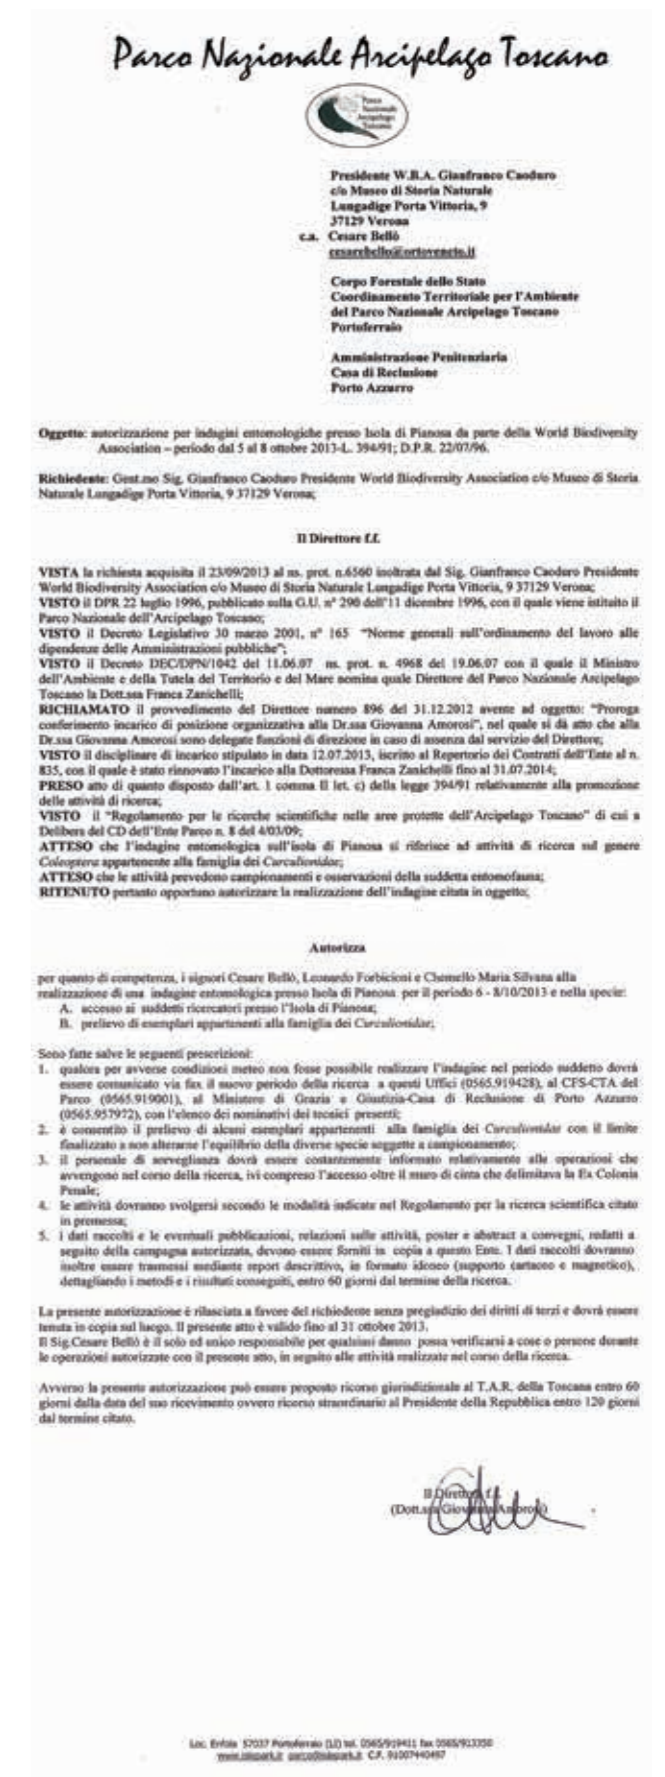 Parco Nazionale Arcipelago Toscano
Parco
Nazionale
Arcipelago
Toscano
Presidente W.B.A. Gianfranco Caoduro
c/o Museo di Storia Naturale
Lungadige Porta Vittoria, 9
37129 Verona
c.a. Cesare Bellò
cesarebello@ortoveneto.it
Corpo Forestale dello Stato
Coordinamento Territoriale per l'Ambiente
del Parco Nazionale Arcipelago Toscano
Portoferraio
Amministrazione Penitenziaria
Casa di Reclusione
Porto Azzurro
Oggetto: autorizzazione per indagini entomologiche presso Isola di Pianosa da parte della World Biodiversity
Association – periodo dal 5 al 8 ottobre 2013-L. 394/91; D.P.R. 22/07/96.
Richiedente: Gent.mo Sig. Gianfranco Caoduro Presidente World Biodiversity Association c/o Museo di Storia
Naturale Lungadige Porta Vittoria, 9 37129 Verona;
Il Direttore f.f.
VISTA la richiesta acquisita il 23/09/2013 al ns. prot. n.6560 inoltrata dal Sig. Gianfranco Caoduro Presidente
World Biodiversity Association c/o Museo di Storia Naturale Lungadige Porta Vittoria, 9 37129 Verona;
VISTO il DPR 22 luglio 1996, pubblicato sulla G.U. n° 290 dell'11 dicembre 1996, con il quale viene istituito il
Parco Nazionale dell'Arcipelago Toscano;
VISTO il Decreto Legislativo 30 marzo 2001, n° 165 "Norme generali sull'ordinamento del lavoro alle
dipendenze delle Amministrazioni pubbliche";
VISTO il Decreto DEC/DPN/1042 del 11.06.07 ns. prot. n. 4968 del 19.06.07 con il quale il Ministro
dell'Ambiente e della Tutela del Territorio e del Mare nomina quale Direttore del Parco Nazionale Arcipelago
Toscano la Dott.ssa Franca Zanichelli;
RICHIAMATO il provvedimento del Direttore numero 896 del 31.12.2012 avente ad oggetto: "Proroga
conferimento incarico di posizione organizzativa alla Dr.ssa Giovanna Amorosi", nel quale si dà atto che alla
Dr.ssa Giovanna Amorosi sono delegate funzioni di direzione in caso di assenza dal servizio del Direttore;
VISTO il disciplinare di incarico stipulato in data 12.07.2013, iscritto al Repertorio dei Contratti dell'Ente al n.
835, con il quale è stato rinnovato l'incarico alla Dottoressa Franca Zanichelli fino al 31.07.2014;
PRESO atto di quanto disposto dall'art. 1 comma II let. c) della legge 394/91 relativamente alla promozione
delle attività di ricerca;
VISTO il "Regolamento per le ricerche scientifiche nelle aree protette dell'Arcipelago Toscano" di cui a
Delibera del CD dell'Ente Parco n. 8 del 4/03/09;
ATTESO che l'indagine entomologica sull'isola di Pianosa si riferisce ad attività di ricerca sul genere
Coleoptera appartenente alla famiglia dei Curculionidae;
ATTESO che le attività prevedono campionamenti e osservazioni della suddetta entomofauna;
RITENUTO pertanto opportuno autorizzare la realizzazione dell'indagine citata in oggetto;
Autorizza
per quanto di competenza, i signori Cesare Bellò, Leonardo Forbicioni e Chemello Maria Silvana alla
realizzazione di una indagine entomologica presso Isola di Pianosa per il periodo 6 - 8/10/2013 e nella specie:
A. accesso ai suddetti ricercatori presso l'Isola di Pianosa;
B. prelievo di esemplari appartenenti alla famiglia dei Curculionidae;
Sono fatte salve le seguenti prescrizioni:
1. qualora per avverse condizioni meteo non fosse possibile realizzare l'indagine nel periodo suddetto dovrà
essere comunicato via fax il nuovo periodo della ricerca a questi Uffici (0565.919428), al CFS-CTA del
Parco (0565.919001), al Ministero di Grazia e Giustizia-Casa di Reclusione di Porto Azzurro
(0565.957972), con l'elenco dei nominativi dei tecnici presenti;
2. è consentito il prelievo di alcuni esemplari appartenenti alla famiglia dei Curculionidae con il limite
finalizzato a non alterarne l'equilibrio della diverse specie soggette a campionamento;
3. il personale di sorveglianza dovrà essere costantemente informato relativamente alle operazioni che
avvengono nel corso della ricerca, ivi compreso l'accesso oltre il muro di cinta che delimitava la Ex Colonia
Penale;
4. le attività dovranno svolgersi secondo le modalità indicate nel Regolamento per la ricerca scientifica citato
in premessa;
5. i dati raccolti e le eventuali pubblicazioni, relazioni sulle attività, poster e abstract a convegni, redatti a
seguito della campagna autorizzata, devono essere forniti in copia a questo Ente. I dati raccolti dovranno
inoltre essere trasmessi mediante report descrittivo, in formato idoneo (supporto cartaceo e magnetico),
dettagliando i metodi e i risultati conseguiti, entro 60 giorni dal termine della ricerca.
La presente autorizzazione è rilasciata a favore del richiedente senza pregiudizio dei diritti di terzi e dovrà essere
tenuta in copia sul luogo. Il presente atto è valido fino al 31 ottobre 2013.
Il Sig.Cesare Bellò è il solo ed unico responsabile per qualsiasi danno possa verificarsi a cose o persone durante
le operazioni autorizzate con il presente atto, in seguito alle attività realizzate nel corso della ricerca.
Avverso la presente autorizzazione può essere proposto ricorso giurisdizionale al T.A.R. della Toscana entro 60
giorni dalla data del suo ricevimento ovvero ricorso straordinario al Presidente della Repubblica entro 120 giorni
dal termine citato.
Il Direttore f.f.
(Dott.ssa Giovanna Amorosi)
Loc. Enfola 57037 Portoferraio (LI) tel. 0565/919411 fax 0565/913350
www.islepark.it parco@islepark.it C.F. 91007440497